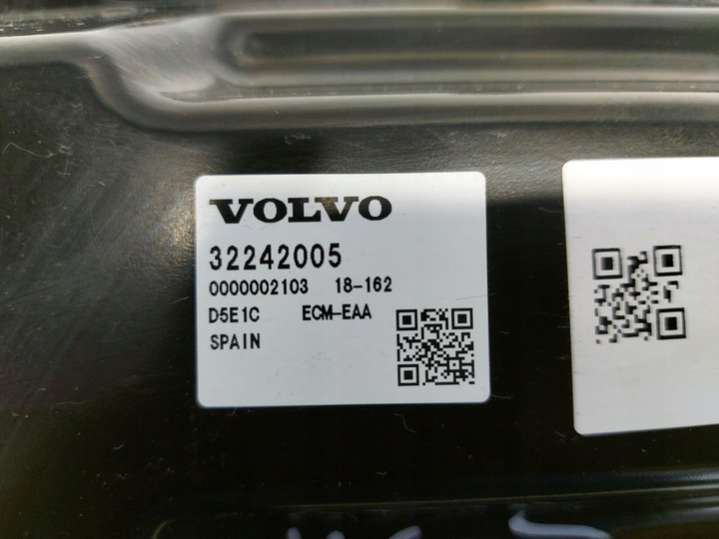 VOLVO
32242005
0000002103 18-162
D5E1C ECM-EAA
SPAIN